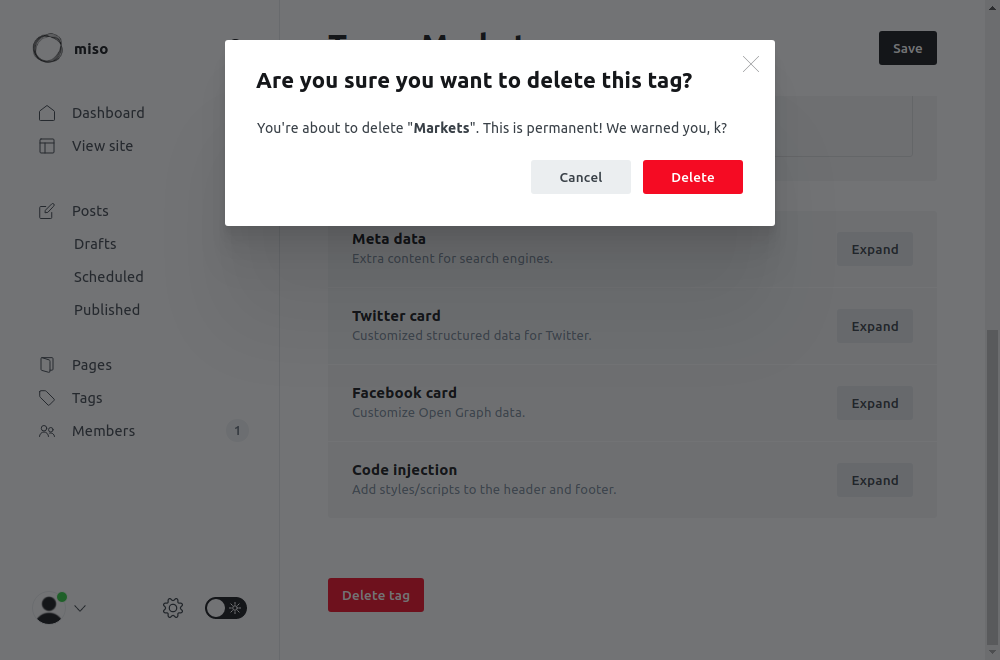 miso
Dashboard
View site
Posts
Drafts
Scheduled
Published
Pages
Tags
Members
1
Save
Are you sure you want to delete this tag?
You're about to delete "Markets". This is permanent! We warned you, k?
Cancel
Delete
Meta data
Extra content for search engines.
Expand
Twitter card
Customized structured data for Twitter.
Expand
Facebook card
Customize Open Graph data.
Expand
Code injection
Add styles/scripts to the header and footer.
Expand
Delete tag